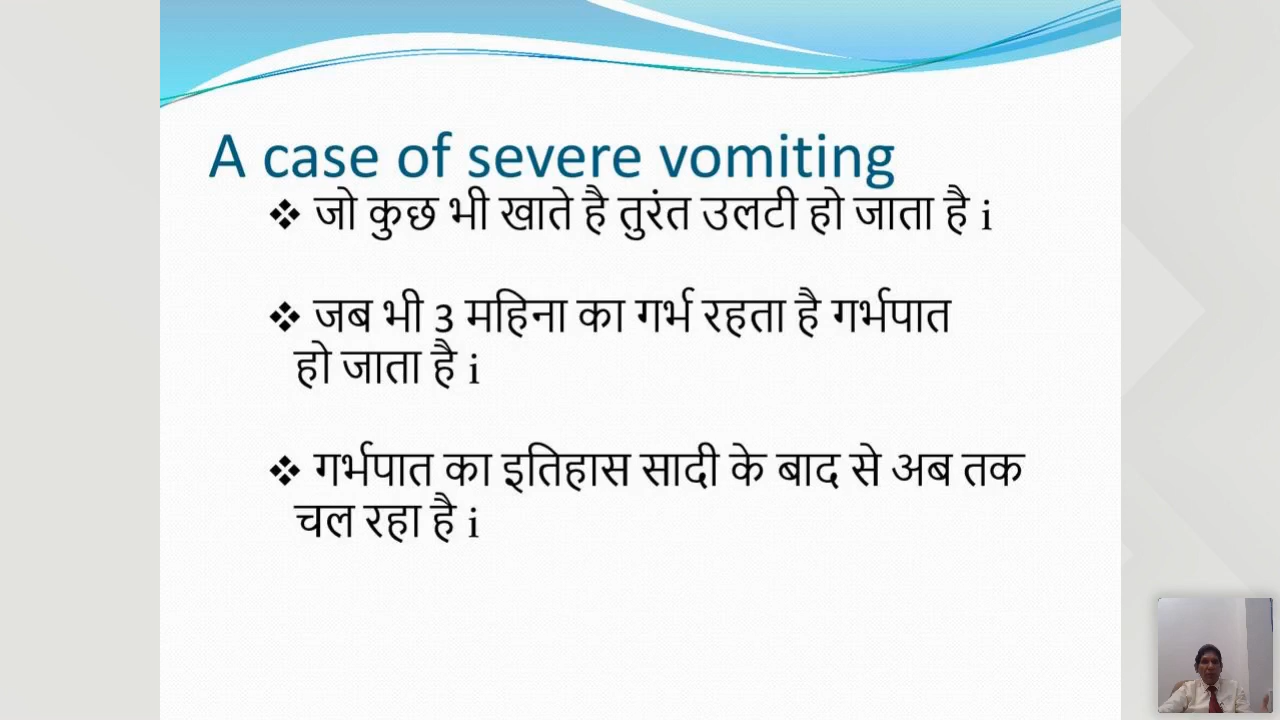 A case of severe vomiting
❖ जो कुछ भी खाते है तुरंत उलटी हो जाता है i
❖ जब भी 3 महिना का गर्भ रहता है गर्भपात
हो जाता है i
❖ गर्भपात का इतिहास सादी के बाद से अब तक
चल रहा है i